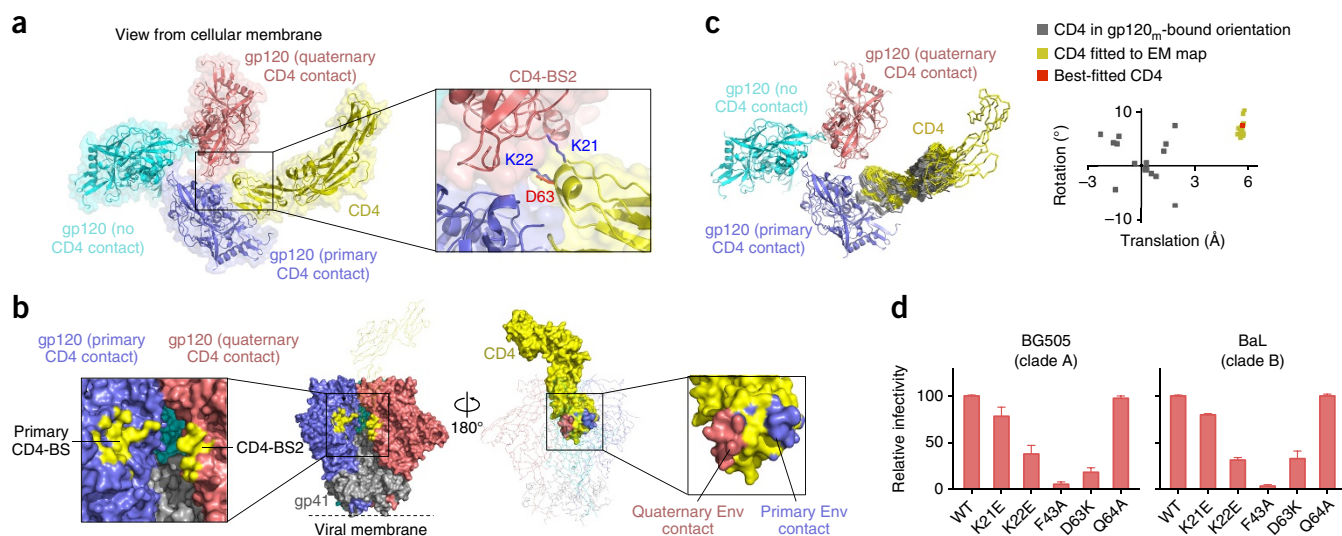 a
View from cellular membrane
gp120 (quaternary
CD4 contact)
gp120 (no
CD4 contact)
CD4
gp120 (primary
CD4 contact)
CD4-BS2
K21
K22
D63
c
gp120 (quaternary
CD4 contact)
gp120 (no
CD4 contact)
CD4
gp120 (primary
CD4 contact)
CD4 in gp120m-bound orientation
CD4 fitted to EM map
Best-fitted CD4
Rotation (°)
10
–10
–3
3
6
Translation (Å)
b
gp120 (primary
CD4 contact)
gp120 (quaternary
CD4 contact)
Primary
CD4-BS
CD4-BS2
gp41
Viral membrane
180°
CD4
Quaternary Env
contact
Primary Env
contact
d
BG505
(clade A)
BaL
(clade B)
Relative infectivity
100
50
0
WT
K21E
K22E
F43A
D63K
Q64A
WT
K21E
K22E
F43A
D63K
Q64A